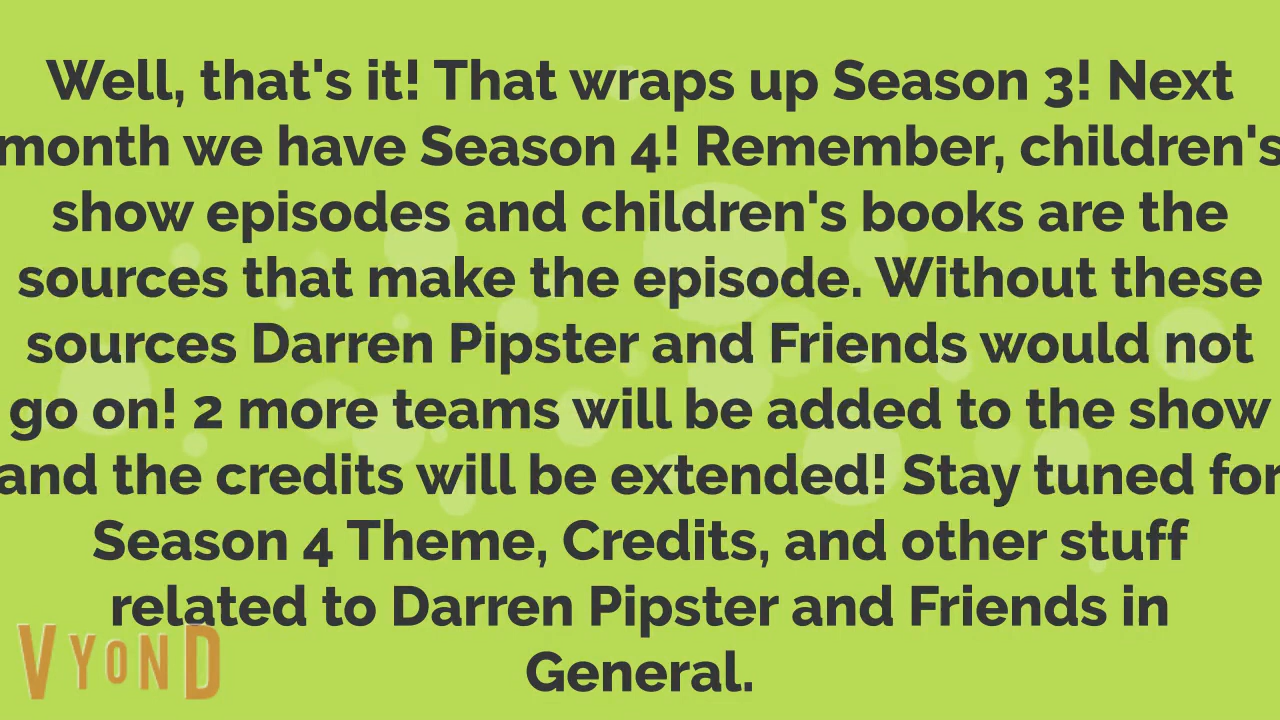 Well, that's it! That wraps up Season 3! Next
month we have Season 4! Remember, children's
show episodes and children's books are the
sources that make the episode. Without these
sources Darren Pipster and Friends would not
go on! 2 more teams will be added to the show
and the credits will be extended! Stay tuned for
Season 4 Theme, Credits, and other stuff
related to Darren Pipster and Friends in
General.
VYOND